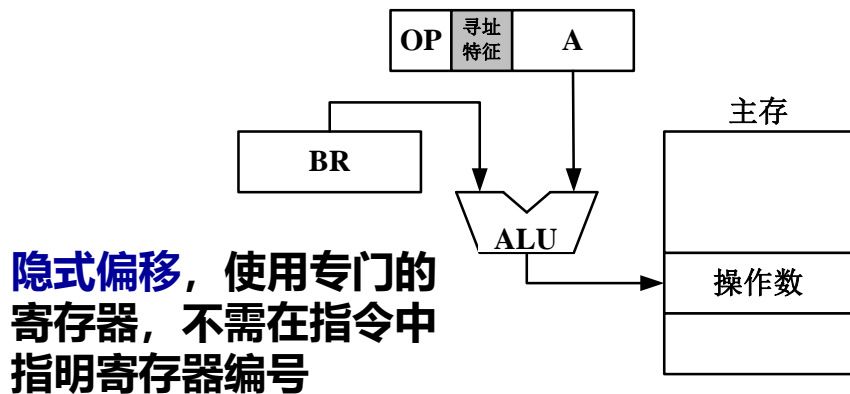 OP 寻址特征 A
主存
BR
ALU
操作数
隐式偏移，使用专门的
寄存器，不需在指令中
指明寄存器编号